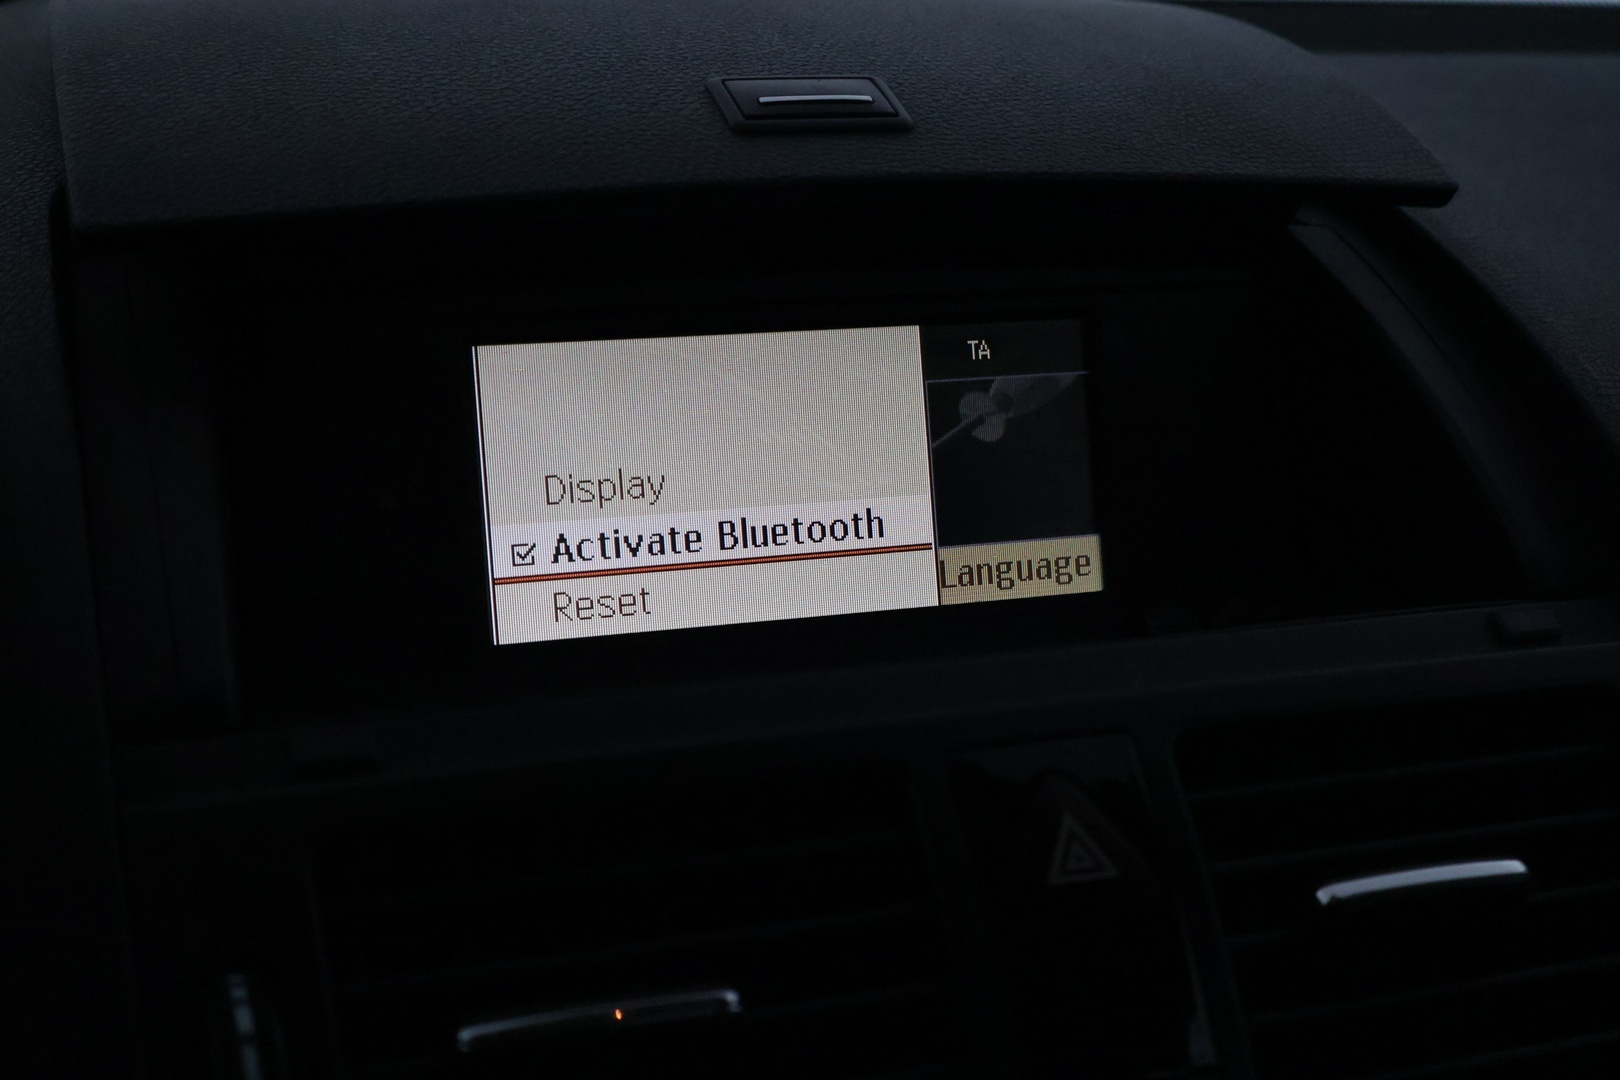 TA
Display
Activate Bluetooth
Reset
Language